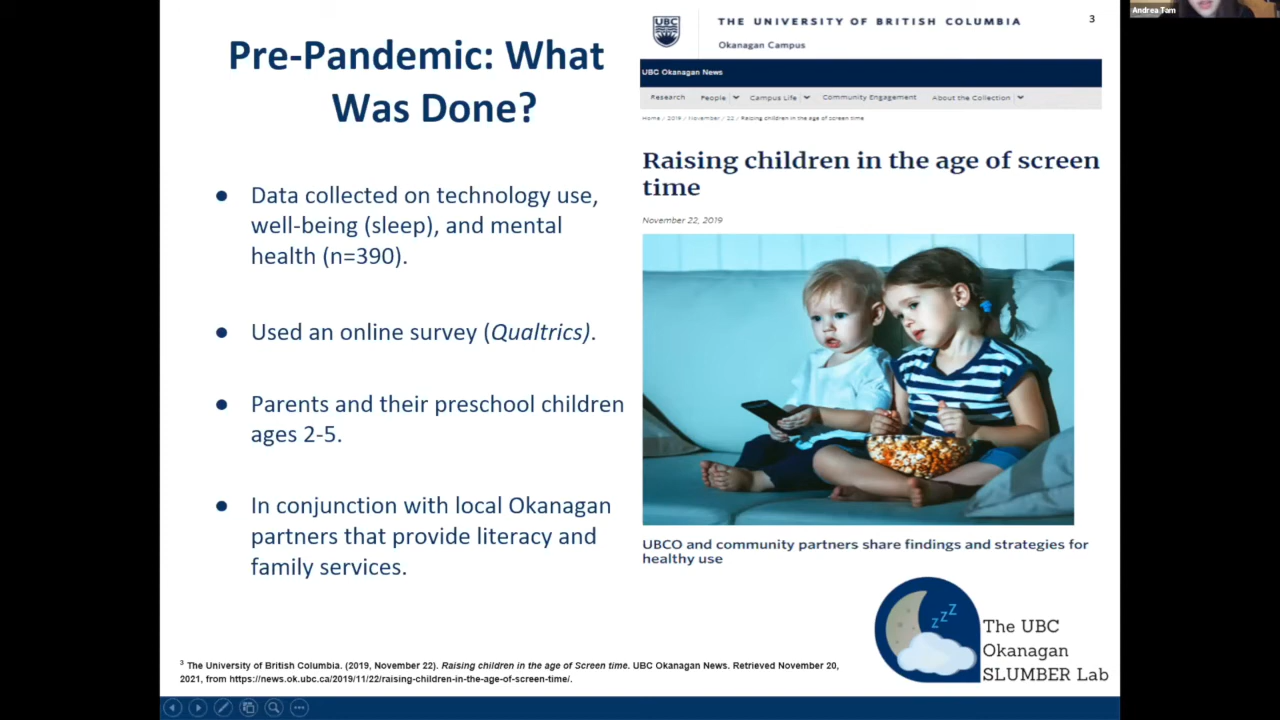 Pre-Pandemic: What
Was Done?
● Data collected on technology use,
well-being (sleep), and mental
health (n=390).
● Used an online survey (Qualtrics).
● Parents and their preschool children
ages 2-5.
● In conjunction with local Okanagan
partners that provide literacy and
family services.
3 The University of British Columbia. (2019, November 22). Raising children in the age of Screen time. UBC Okanagan News. Retrieved November 20,
2021, from https://news.ok.ubc.ca/2019/11/22/raising-children-in-the-age-of-screen-time/.
UBC
THE UNIVERSITY OF BRITISH COLUMBIA
Okanagan Campus
3
UBC Okanagan News
Research People Campus Life Community Engagement About the Collection
Home / 2019 / November / 22 / Raising children in the age of screen time
Raising children in the age of screen
time
November 22, 2019
UBCO and community partners share findings and strategies for
healthy use
zzz
The UBC
Okanagan
SLUMBER Lab
Andrea Tam